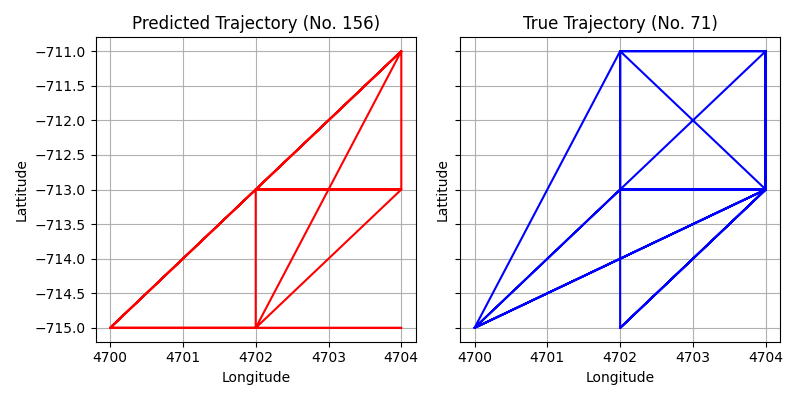 Predicted Trajectory (No. 156)
True Trajectory (No. 71)
−711.0
−711.5
−712.0
−712.5
−713.0
−713.5
−714.0
−714.5
−715.0
Lattitude
Lattitude
4700 4701 4702 4703 4704
4700 4701 4702 4703 4704
Longitude
Longitude